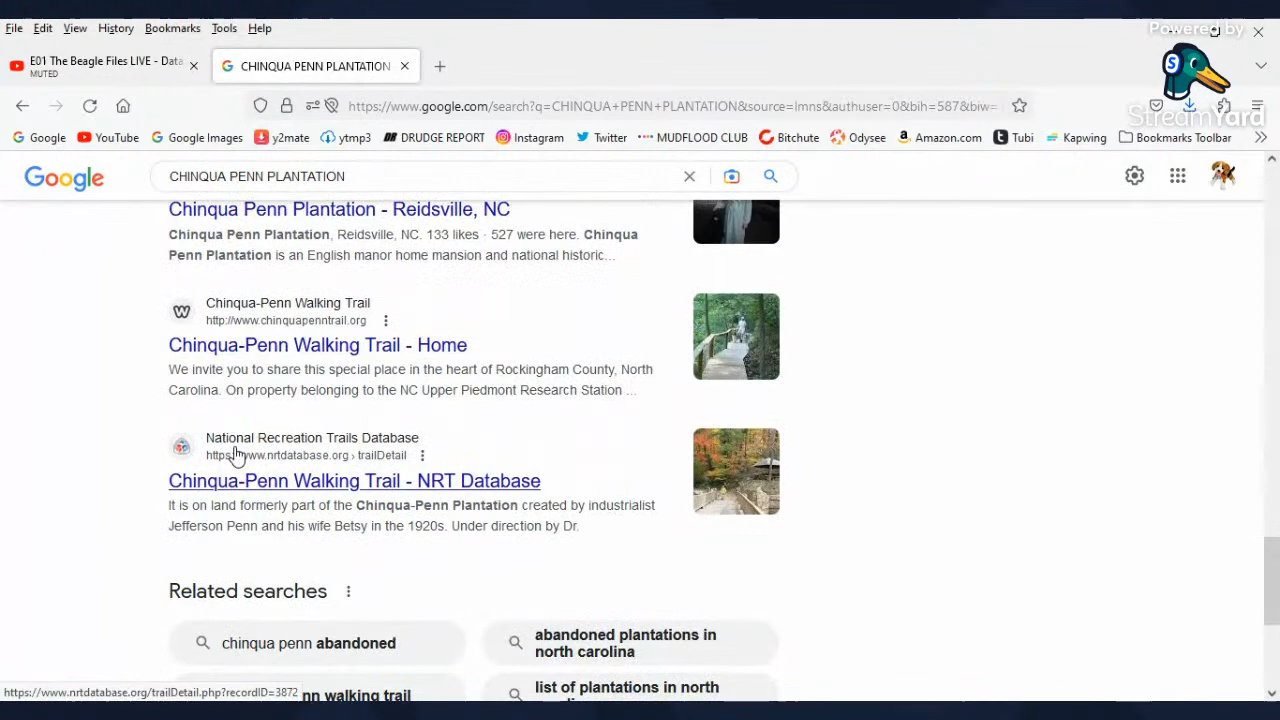 Powered by
StreamYard
File Edit View History Bookmarks Tools Help
E01 The Beagle Files LIVE - Data
MUTED
CHINQUA PENN PLANTATION
https://www.google.com/search?q=CHINQUA+PENN+PLANTATION&source=lmns&authuser=0&bih=587&biw=
Google YouTube Google Images y2mate ytmp3 DRUDGE REPORT Instagram Twitter MUDFLOOD CLUB Bitchute Odysee Amazon.com Tubi Kapwing Bookmarks Toolbar
Google CHINQUA PENN PLANTATION
Chinqua Penn Plantation - Reidsville, NC
Chinqua Penn Plantation, Reidsville, NC. 133 likes · 527 were here. Chinqua
Penn Plantation is an English manor home mansion and national historic...
Chinqua-Penn Walking Trail
http://www.chinquapenntrail.org
Chinqua-Penn Walking Trail - Home
We invite you to share this special place in the heart of Rockingham County, North
Carolina. On property belonging to the NC Upper Piedmont Research Station ...
National Recreation Trails Database
www.nrtdatabase.org › trailDetail
Chinqua-Penn Walking Trail - NRT Database
It is on land formerly part of the Chinqua-Penn Plantation created by industrialist
Jefferson Penn and his wife Betsy in the 1920s. Under direction by Dr.
Related searches
chinqua penn abandoned
abandoned plantations in
north carolina
walking trail
list of plantations in north
https://www.nrtdatabase.org/trailDetail.php?recordID=3872